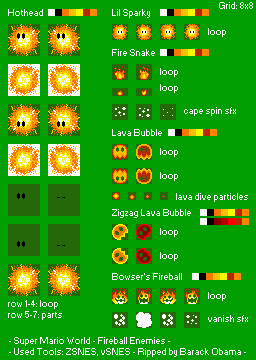 Grid: 8x8
Hothead
Lil Sparky
loop
Fire Snake
loop
loop
cape spin sfx
Lava Bubble
loop
loop
lava dive particles
Zigzag Lava Bubble
loop
loop
Bowser's Fireball
loop
vanish sfx
row 1-4: loop
row 5-7: parts
- Super Mario World - Fireball Enemies -
- Used Tools: ZSNES, vSNES - Ripped by Barack Obama -